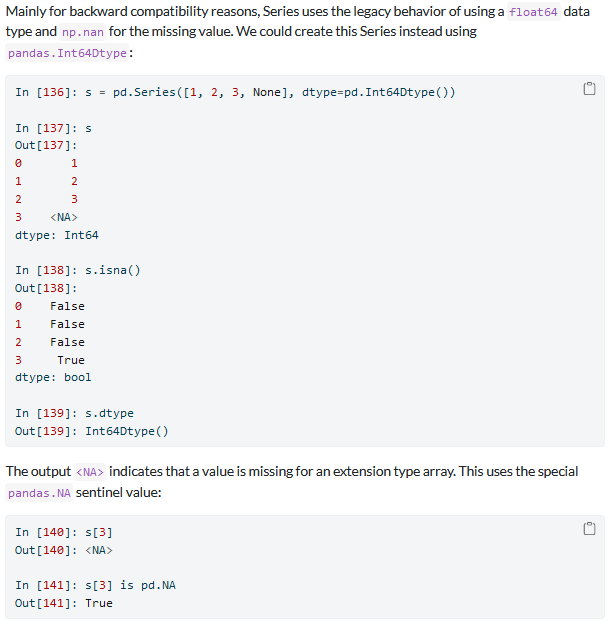 Mainly for backward compatibility reasons, Series uses the legacy behavior of using a float64 data
type and np.nan for the missing value. We could create this Series instead using
pandas.Int64Dtype:
In [136]: s = pd.Series([1, 2, 3, None], dtype=pd.Int64Dtype())
In [137]: s
Out[137]:
0       1
1       2
2       3
3    <NA>
dtype: Int64
In [138]: s.isna()
Out[138]:
0    False
1    False
2    False
3     True
dtype: bool
In [139]: s.dtype
Out[139]: Int64Dtype()
The output <NA> indicates that a value is missing for an extension type array. This uses the special
pandas.NA sentinel value:
In [140]: s[3]
Out[140]: <NA>
In [141]: s[3] is pd.NA
Out[141]: True